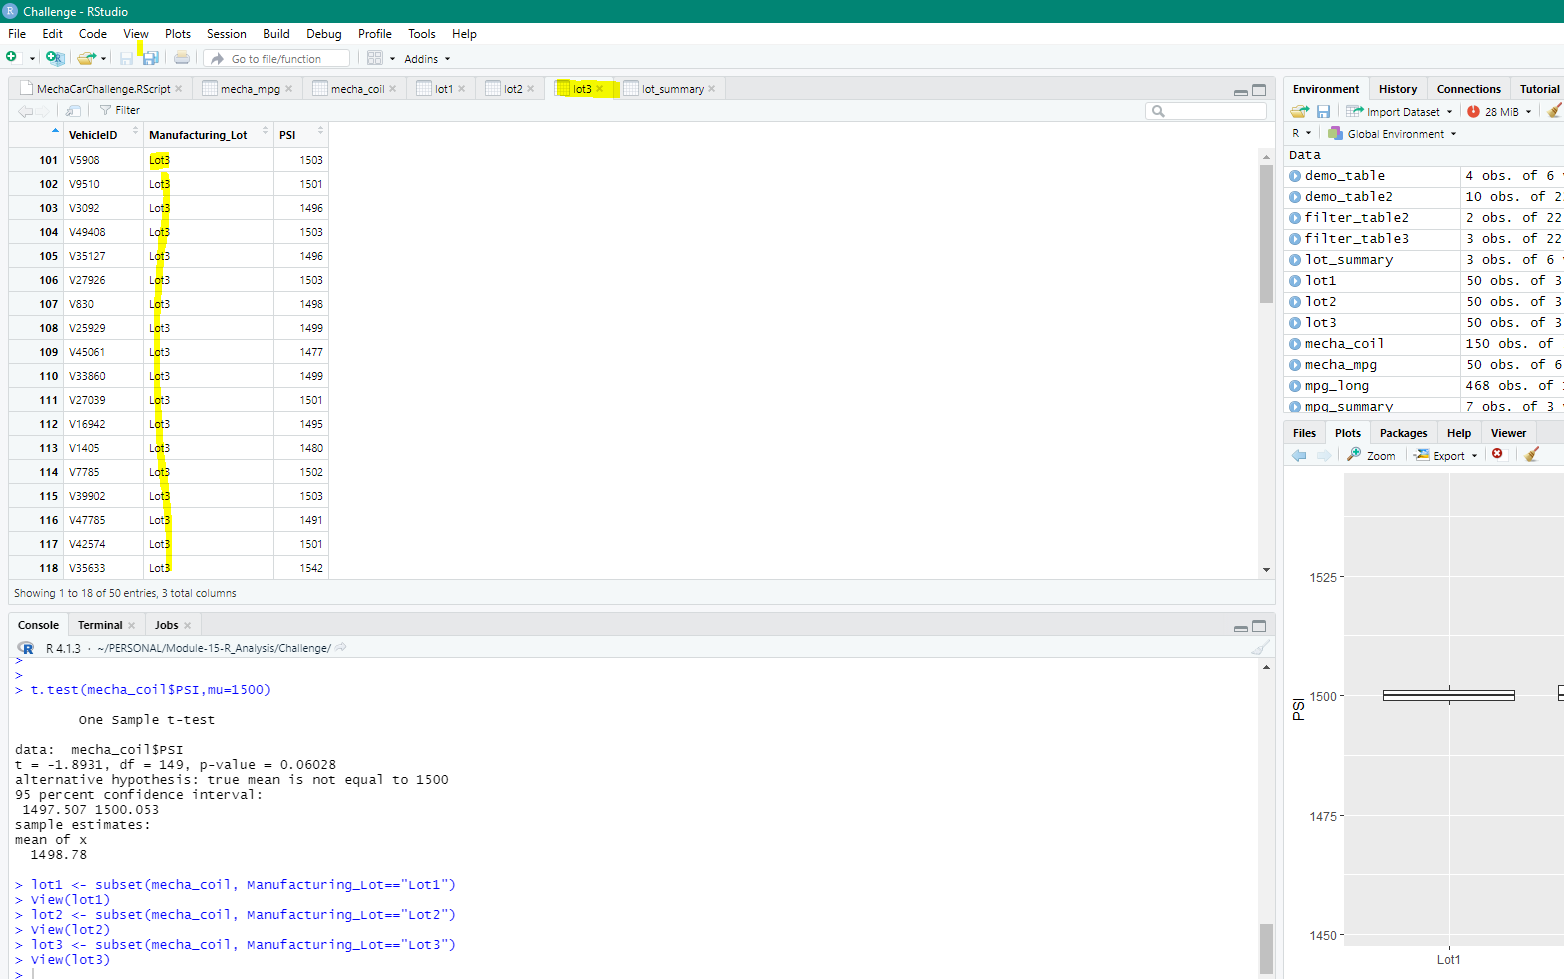 Challenge - RStudio
File Edit Code View Plots Session Build Debug Profile Tools Help
Go to file/function Addins
MechaCarChallenge.RScript mecha_mpg mecha_coil lot1 lot2 lot3 lot_summary
Filter
VehicleID Manufacturing_Lot PSI
101 V5908 Lot3 1503
102 V9510 Lot3 1501
103 V3092 Lot3 1496
104 V49408 Lot3 1503
105 V35127 Lot3 1496
106 V27926 Lot3 1503
107 V830 Lot3 1498
108 V25929 Lot3 1499
109 V45061 Lot3 1477
110 V33860 Lot3 1499
111 V27039 Lot3 1501
112 V16942 Lot3 1495
113 V1405 Lot3 1480
114 V7785 Lot3 1502
115 V39902 Lot3 1503
116 V47785 Lot3 1491
117 V42574 Lot3 1501
118 V35633 Lot3 1542
Showing 1 to 18 of 50 entries, 3 total columns
Console Terminal Jobs
R 4.1.3 · ~/PERSONAL/Module-15-R_Analysis/Challenge/
>
>
> t.test(mecha_coil$PSI,mu=1500)
One Sample t-test
data: mecha_coil$PSI
t = -1.8931, df = 149, p-value = 0.06028
alternative hypothesis: true mean is not equal to 1500
95 percent confidence interval:
1497.507 1500.053
sample estimates:
mean of x
1498.78
> lot1 <- subset(mecha_coil, Manufacturing_Lot=="Lot1")
> View(lot1)
> lot2 <- subset(mecha_coil, Manufacturing_Lot=="Lot2")
> View(lot2)
> lot3 <- subset(mecha_coil, Manufacturing_Lot=="Lot3")
> View(lot3)
>
Environment History Connections Tutorial
Import Dataset 28 MiB
R Global Environment
Data
demo_table 4 obs. of 6
demo_table2 10 obs. of 2
filter_table2 2 obs. of 22
filter_table3 3 obs. of 22
lot_summary 3 obs. of 6
lot1 50 obs. of 3
lot2 50 obs. of 3
lot3 50 obs. of 3
mecha_coil 150 obs. of
mecha_mpg 50 obs. of 6
mpg_long 468 obs. of
mpg_summary 7 obs. of 3
Files Plots Packages Help Viewer
Zoom Export
1525
1500
PSI
1475
1450
Lot1